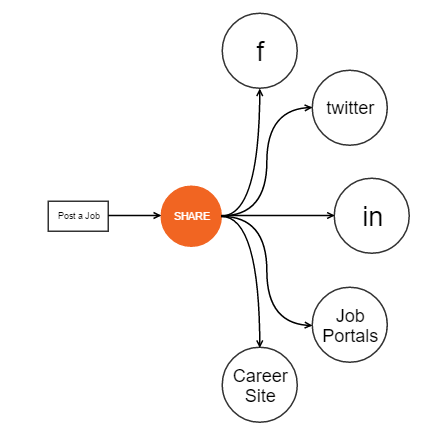 f
twitter
Post a Job
SHARE
in
Job
Portals
Career
Site